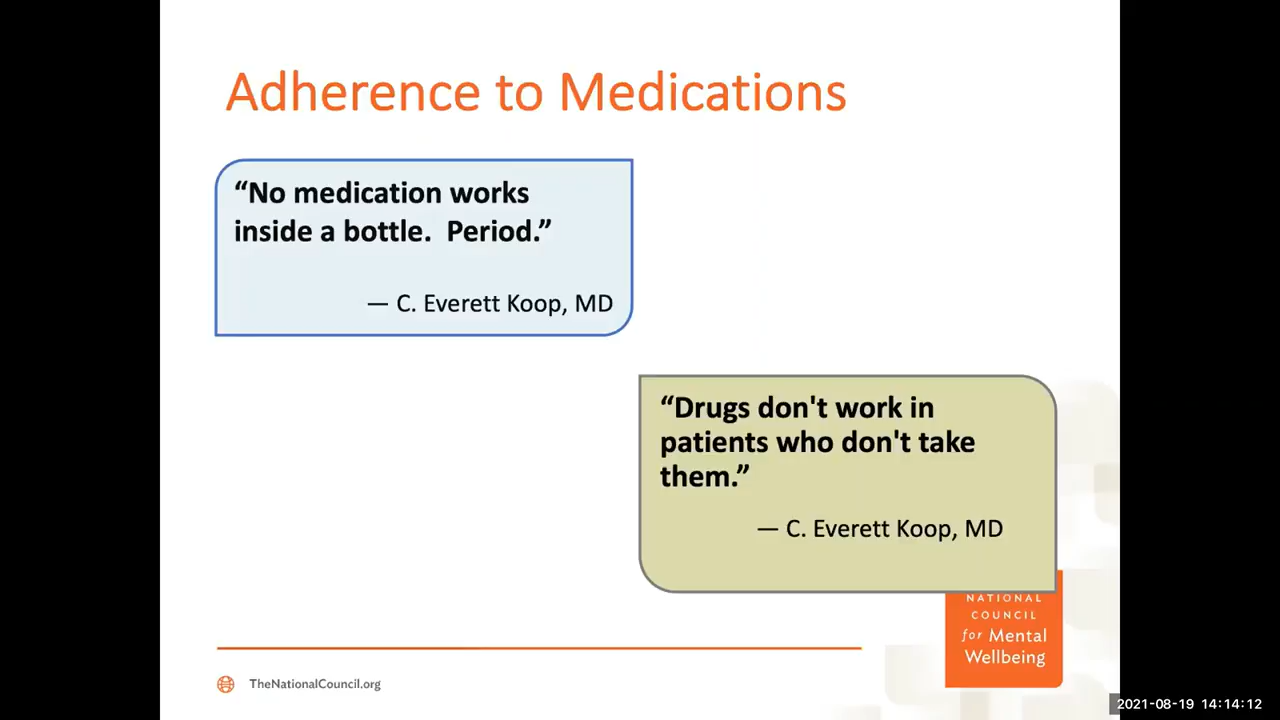 Adherence to Medications
“No medication works
inside a bottle.  Period.”
— C. Everett Koop, MD
“Drugs don't work in
patients who don't take
them.”
— C. Everett Koop, MD
NATIONAL
COUNCIL
for Mental
Wellbeing
TheNationalCouncil.org
2021-08-19 14:14:12